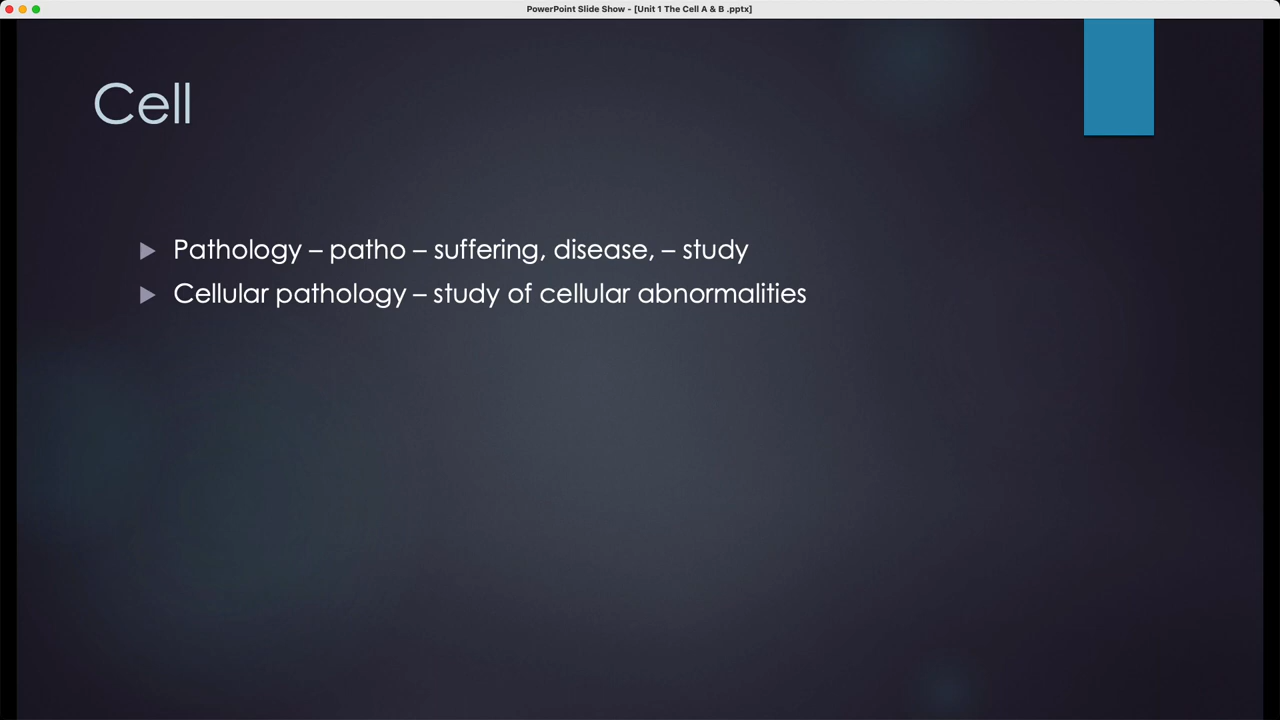 PowerPoint Slide Show - [Unit 1 The Cell A & B .pptx]
Cell
Pathology – patho – suffering, disease, – study
Cellular pathology – study of cellular abnormalities